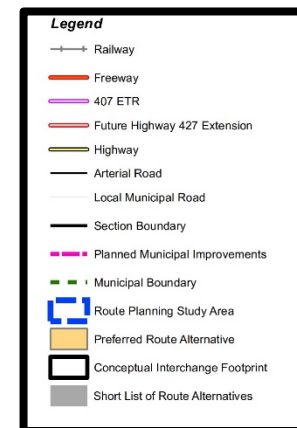 Legend
Railway
Freeway
407 ETR
Future Highway 427 Extension
Highway
Arterial Road
Local Municipal Road
Section Boundary
Planned Municipal Improvements
Municipal Boundary
Route Planning Study Area
Preferred Route Alternative
Conceptual Interchange Footprint
Short List of Route Alternatives